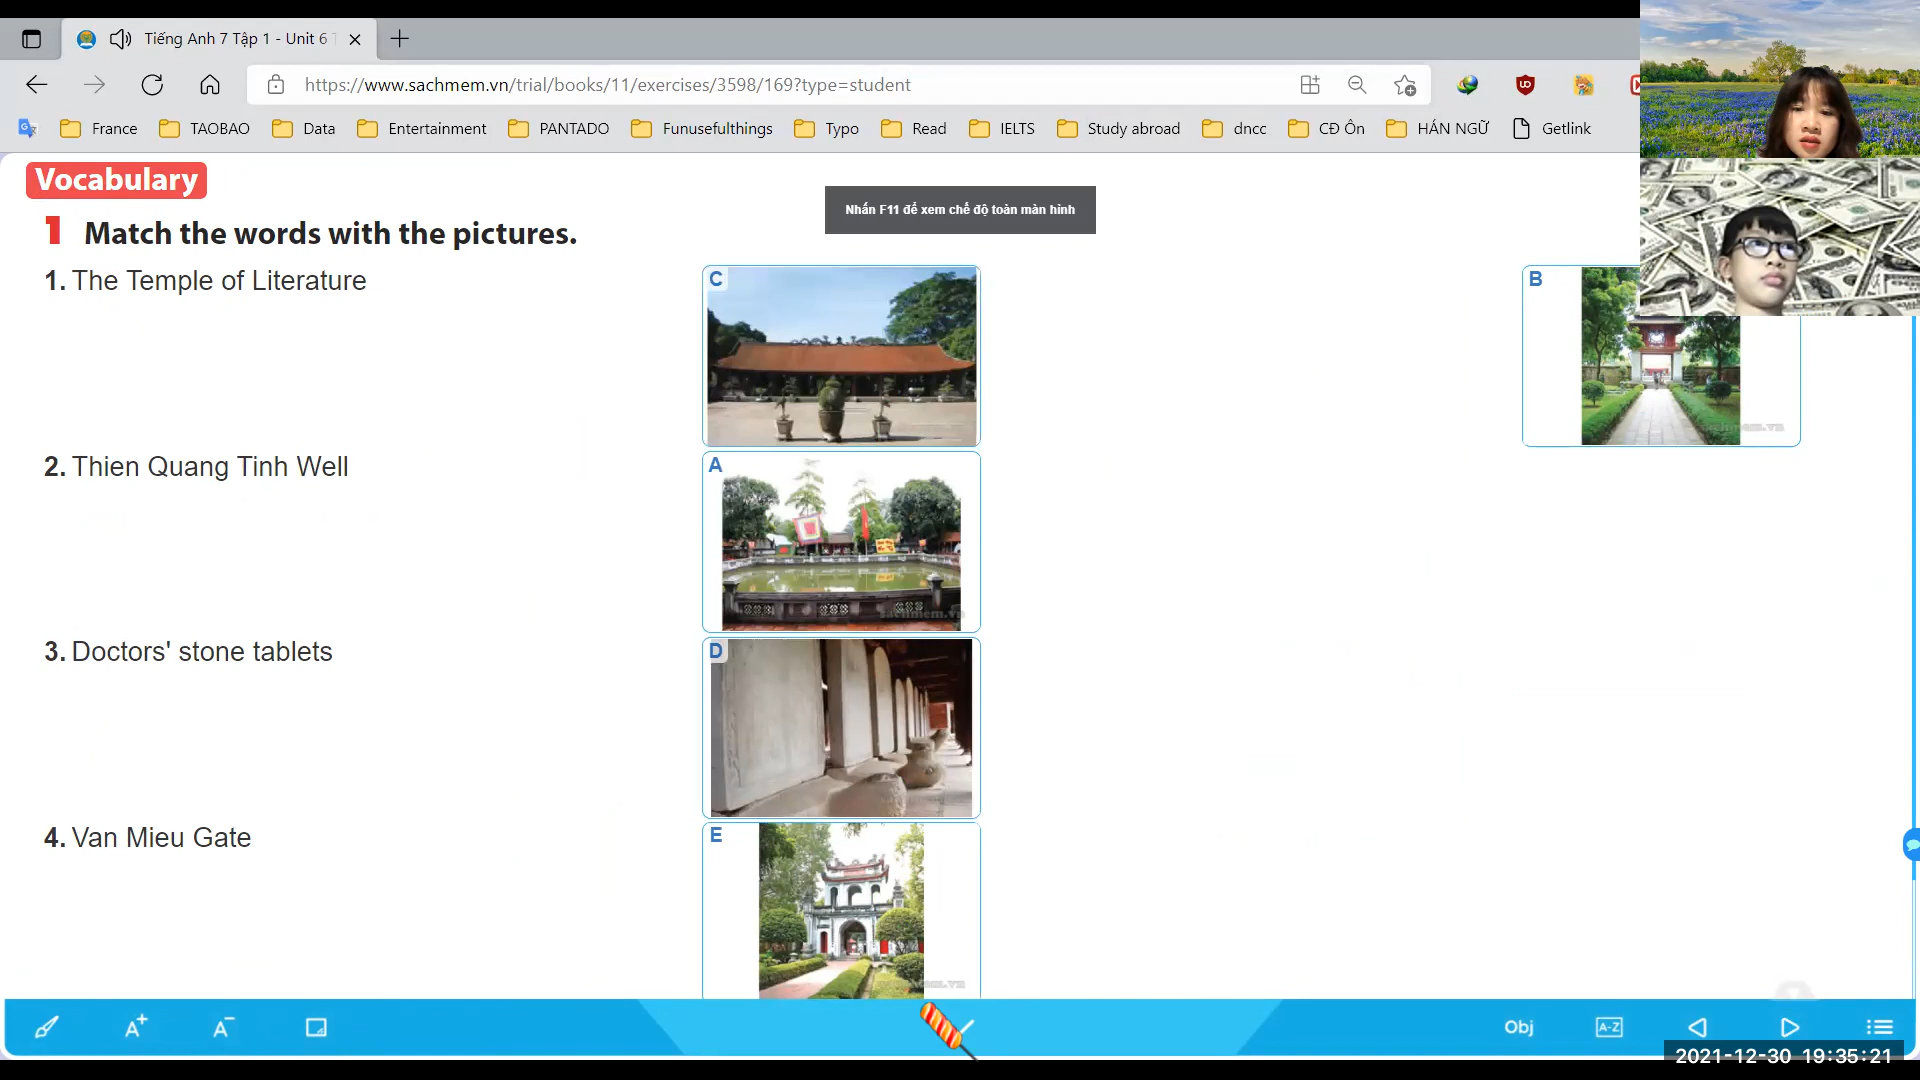 Tiếng Anh 7 Tập 1 - Unit 6
https://www.sachmem.vn/trial/books/11/exercises/3598/169?type=student
France TAOBAO Data Entertainment PANTADO Funusefulthings Typo Read IELTS Study abroad dncc CĐ Ôn HÁN NGỮ Getlink
Vocabulary
Nhấn F11 để xem chế độ toàn màn hình
1 Match the words with the pictures.
1. The Temple of Literature
C
B
sachmem.vn
2. Thien Quang Tinh Well
A
sachmem.vn
3. Doctors' stone tablets
D
4. Van Mieu Gate
E
A+ A- Obj A-Z
2021-12-30 19:35:21